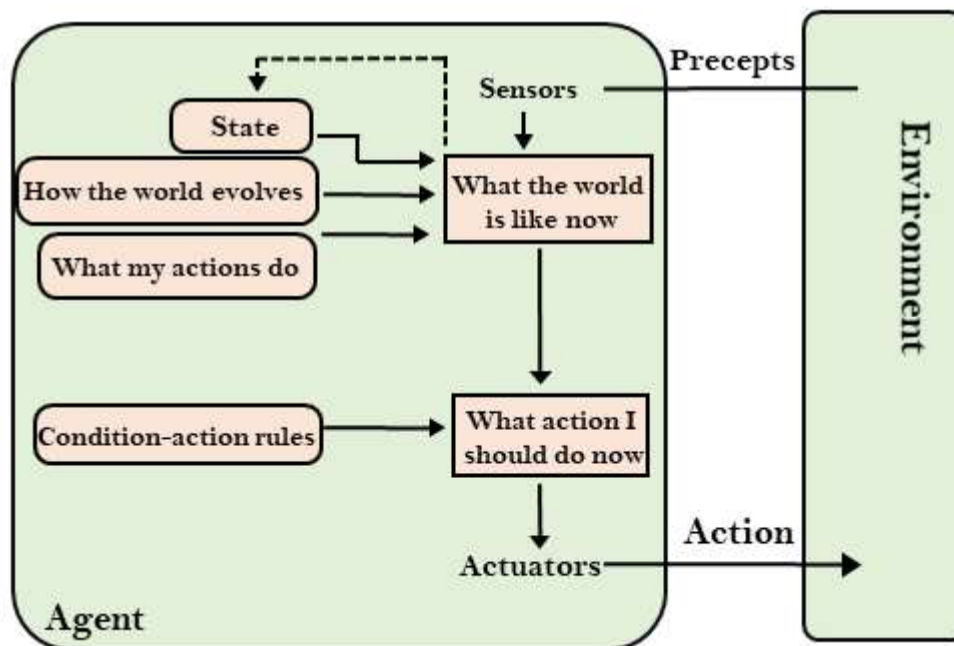 Precepts
Sensors
State
How the world evolves
What my actions do
What the world
is like now
Condition-action rules
What action I
should do now
Actuators
Action
Agent
Environment